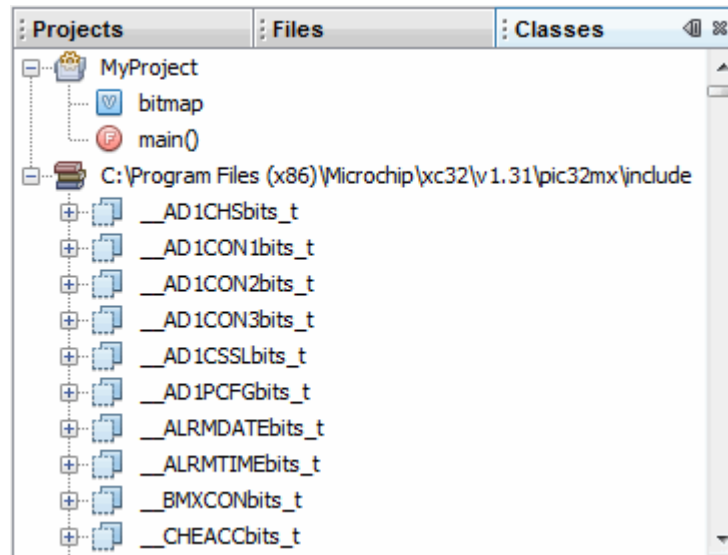 Projects Files Classes
MyProject
bitmap
main()
C:\Program Files (x86)\Microchip\xc32\v1.31\pic32mx\include
__AD1CHSbits_t
__AD1CON1bits_t
__AD1CON2bits_t
__AD1CON3bits_t
__AD1CSSLbits_t
__AD1PCFGbits_t
__ALRMDATEbits_t
__ALRMTIMEbits_t
__BMXCONbits_t
__CHEACCbits_t